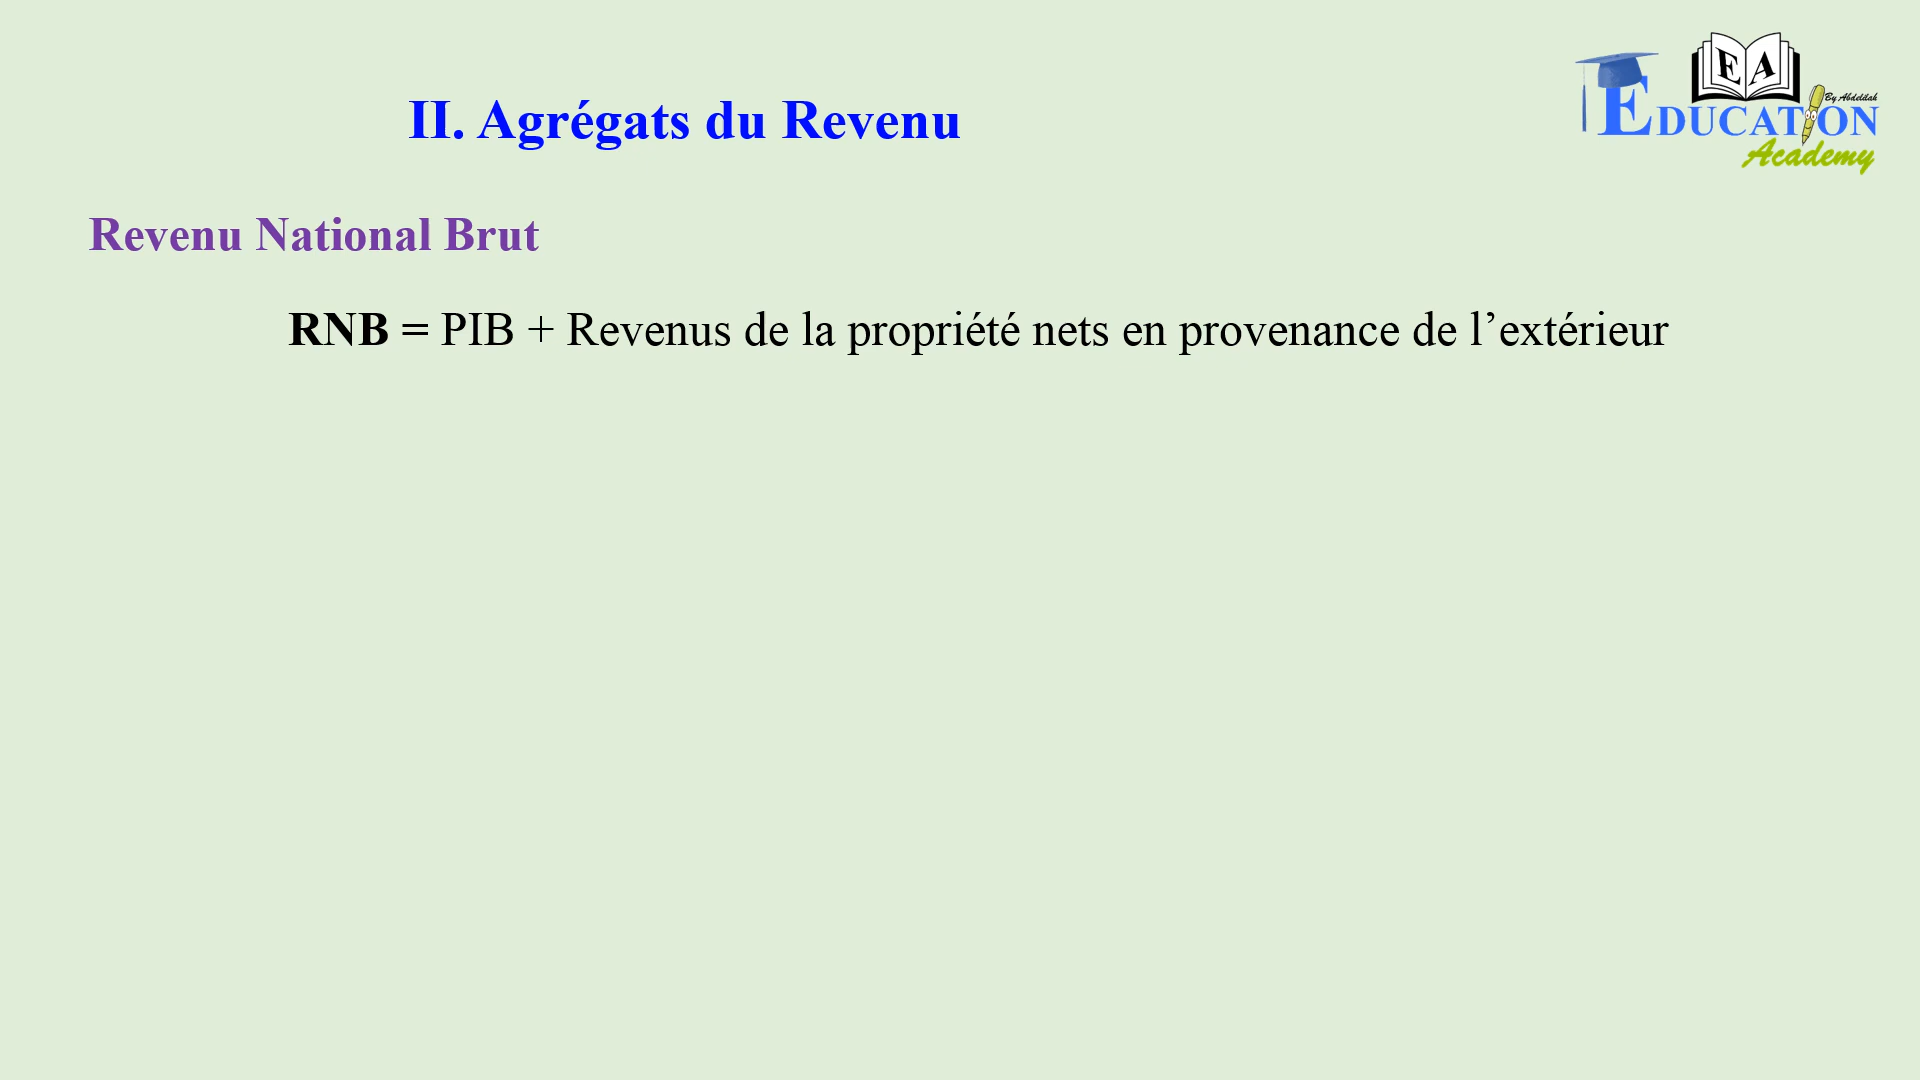 EA
By Abdelilah
EDUCATION
Academy
II. Agrégats du Revenu
Revenu National Brut
RNB = PIB + Revenus de la propriété nets en provenance de l’extérieur